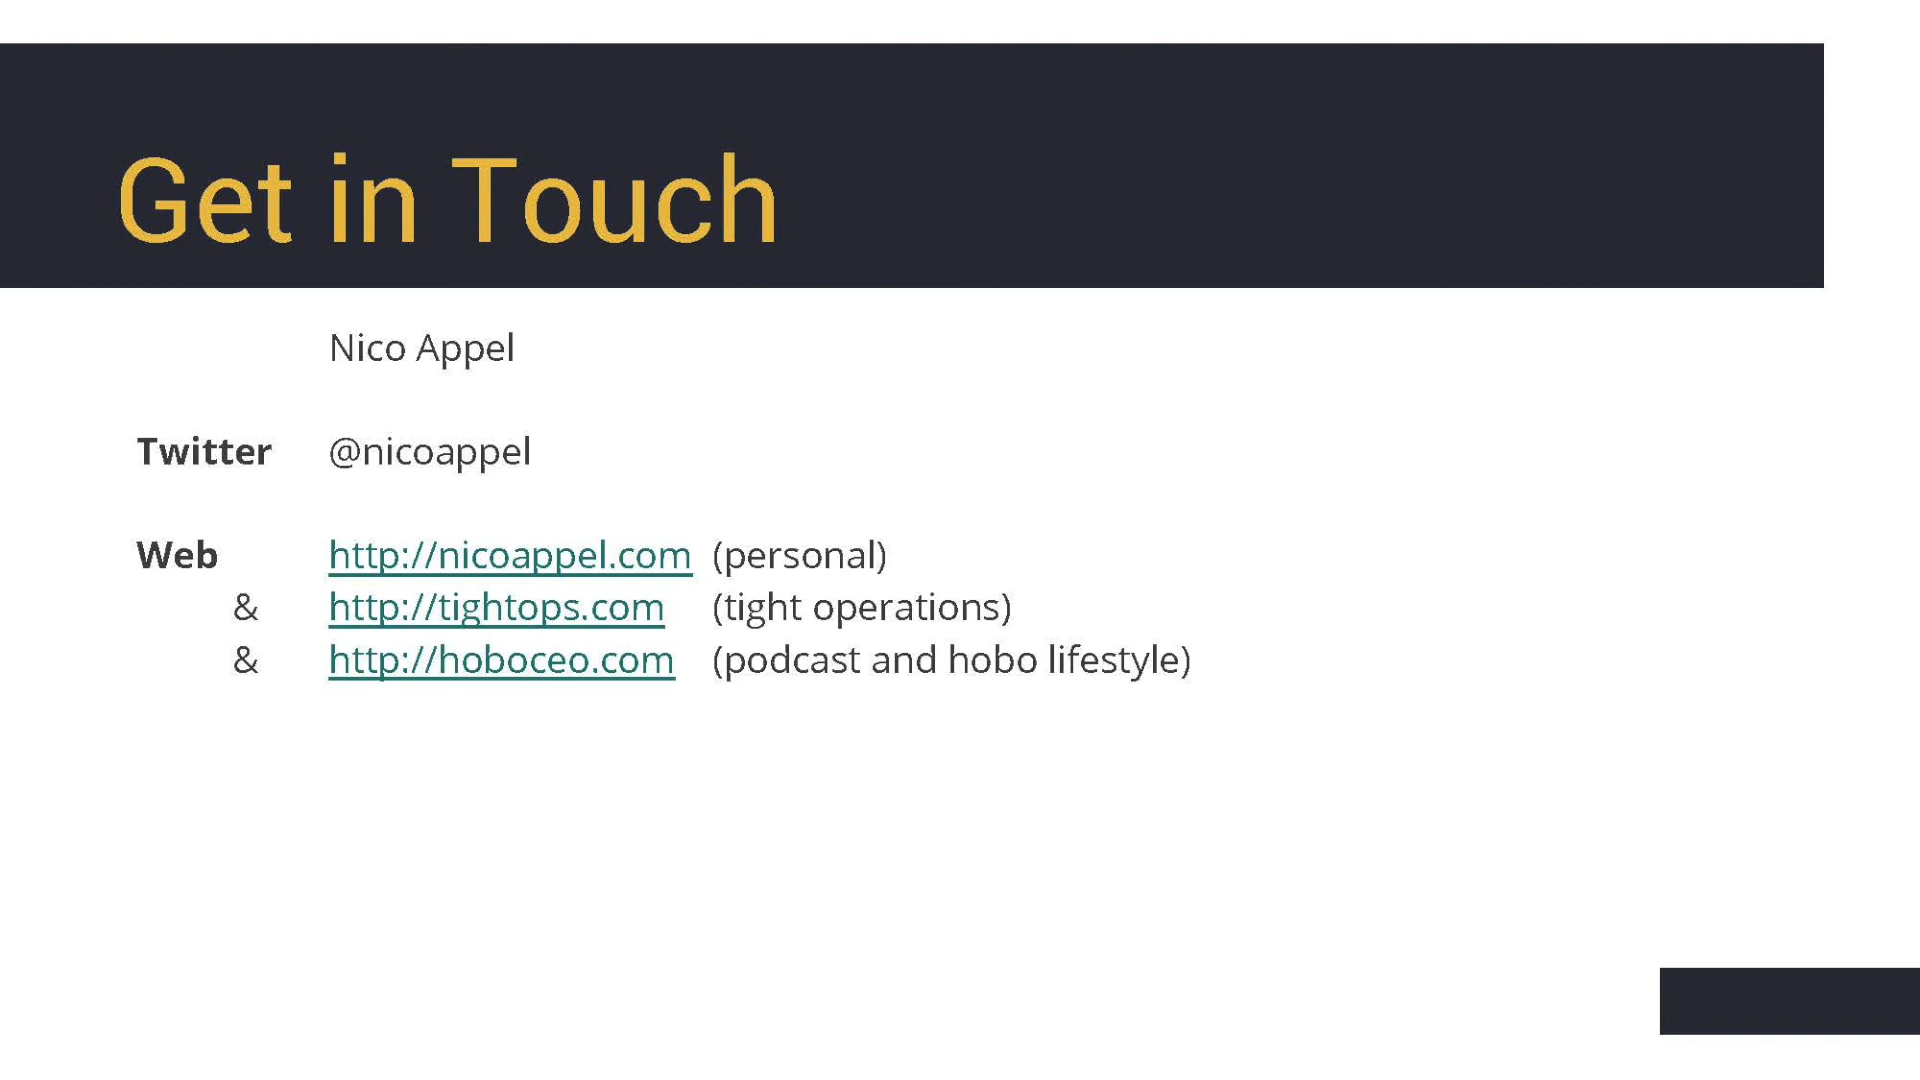 Get in Touch
Nico Appel
Twitter @nicoappel
Web http://nicoappel.com (personal)
& http://tightops.com (tight operations)
& http://hoboceo.com (podcast and hobo lifestyle)